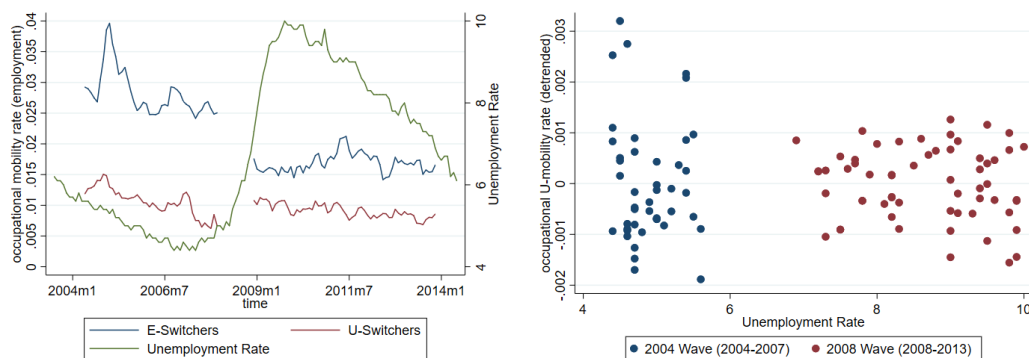 occupational mobility rate (employment)
.04
.035
.03
.025
.02
.015
.01
.005
0
10
8
6
4
Unemployment Rate
2004m1 2006m7 2009m1 2011m7 2014m1
time
E-Switchers U-Switchers
Unemployment Rate
occupational U-mobility rate (detrended)
.003
.002
.001
0
-.001
-.002
4 6 8 10
Unemployment Rate
2004 Wave (2004-2007) 2008 Wave (2008-2013)